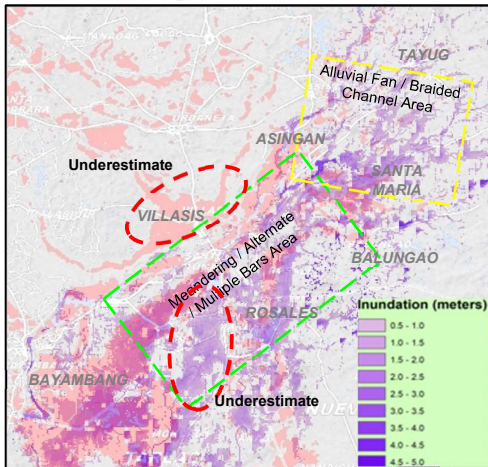 TAYUG
Alluvial Fan / Braided
Channel Area
URDANETA
ASINGAN
Underestimate
SANTA
MARIA
VILLASIS
Meandering / Alternate
/ Multiple Bars Area
BALUNGAO
ROSALES
Inundation (meters)
0.5 - 1.0
1.0 - 1.5
1.5 - 2.0
2.0 - 2.5
2.5 - 3.0
3.0 - 3.5
3.5 - 4.0
4.0 - 4.5
4.5 - 5.0
BAYAMBANG
Underestimate